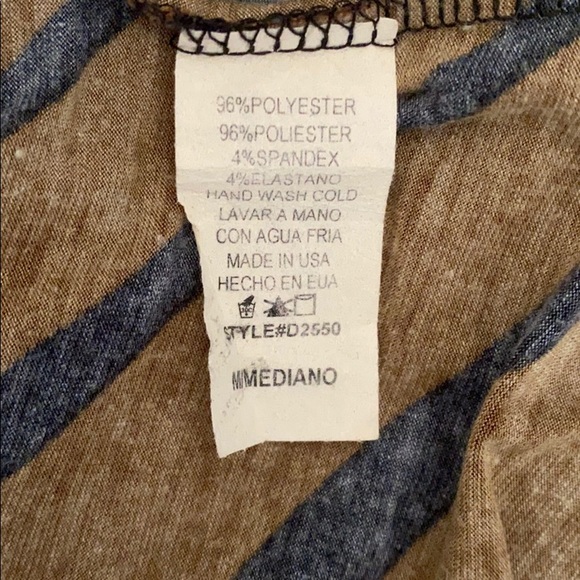 96%POLYESTER
96%POLIESTER
4%SPANDEX
4%ELASTANO
HAND WASH COLD
LAVAR A MANO
CON AGUA FRIA
MADE IN USA
HECHO EN EUA
STYLE#D2550
M/MEDIANO